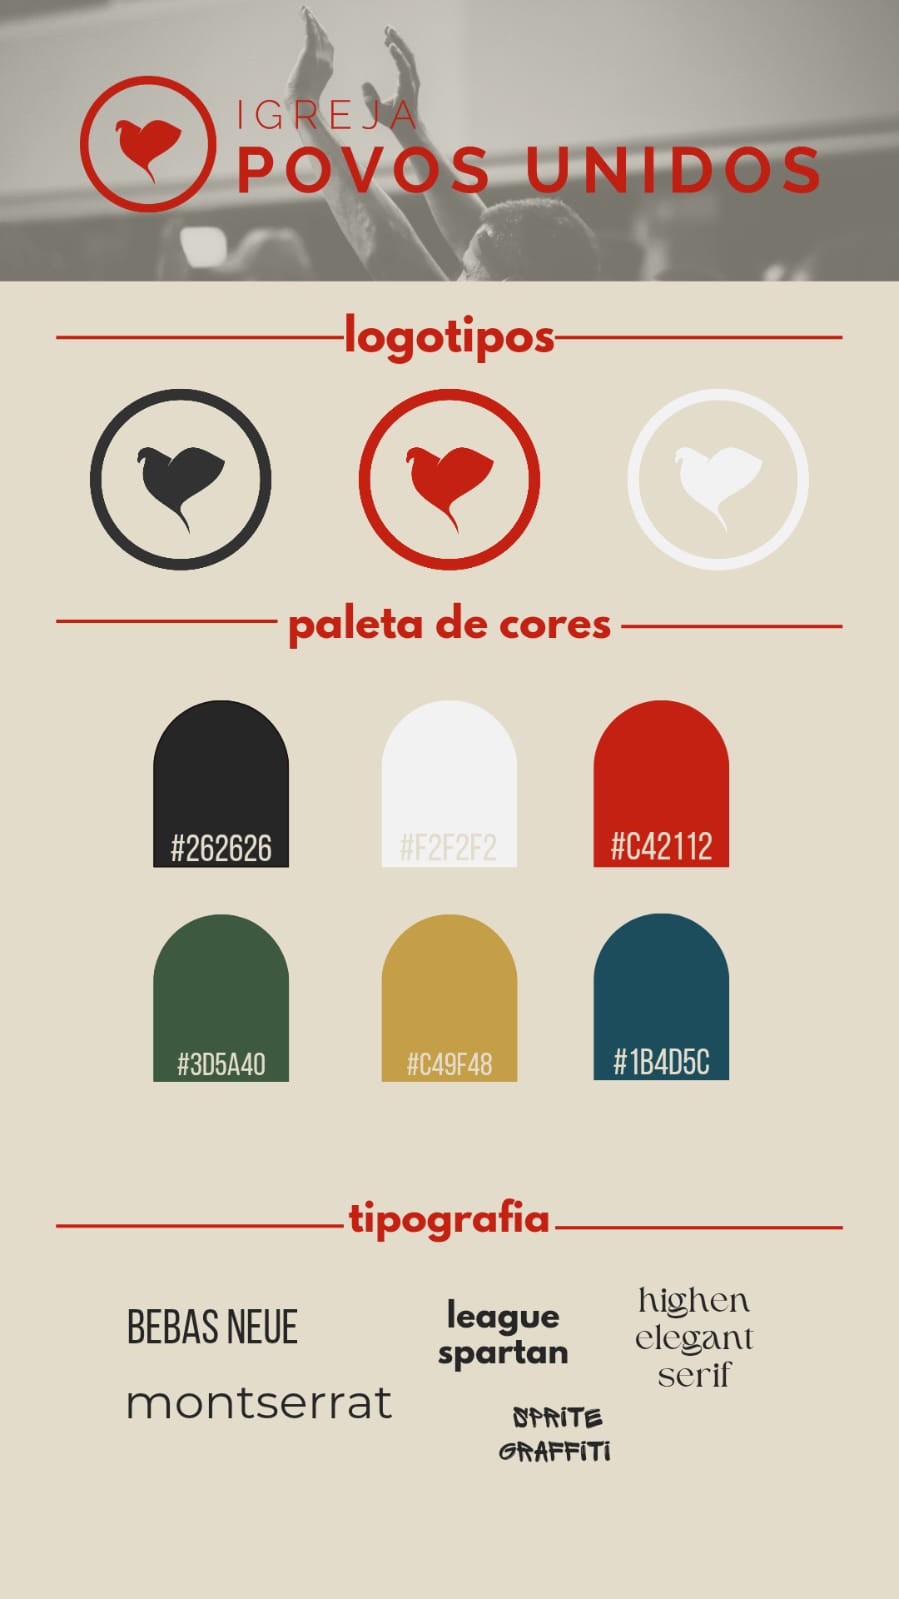 IGREJA
POVOS UNIDOS
logotipos
paleta de cores
#262626
#F2F2F2
#C42112
#3D5A40
#C49F48
#1B4D5C
tipografia
BEBAS NEUE
montserrat
league
spartan
highen
elegant
serif
SPRITE
GRAFFITI